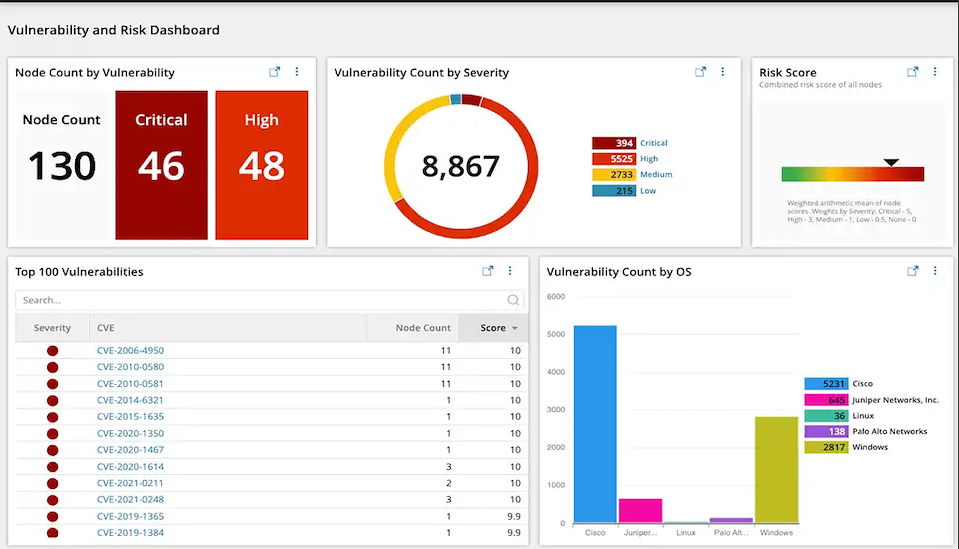 Vulnerability and Risk Dashboard
Node Count by Vulnerability
Node Count
130
Critical
46
High
48
Vulnerability Count by Severity
8,867
394 Critical
5525 High
2733 Medium
215 Low
Risk Score
Combined risk score of all nodes
Weighted arithmetic mean of node
scores. Weights by Severity: Critical - 5,
High - 3, Medium - 1, Low - 0.5, None - 0
Top 100 Vulnerabilities
Search...
Severity CVE Node Count Score
CVE-2006-4950 11 10
CVE-2010-0580 11 10
CVE-2010-0581 11 10
CVE-2014-6321 1 10
CVE-2015-1635 1 10
CVE-2020-1350 1 10
CVE-2020-1467 1 10
CVE-2020-1614 3 10
CVE-2021-0211 2 10
CVE-2021-0248 3 10
CVE-2019-1365 1 9.9
CVE-2019-1384 1 9.9
Vulnerability Count by OS
6000
5000
4000
3000
2000
1000
0
Cisco Juniper... Linux Palo Alt... Windows
5231 Cisco
645 Juniper Networks, Inc.
36 Linux
138 Palo Alto Networks
2817 Windows